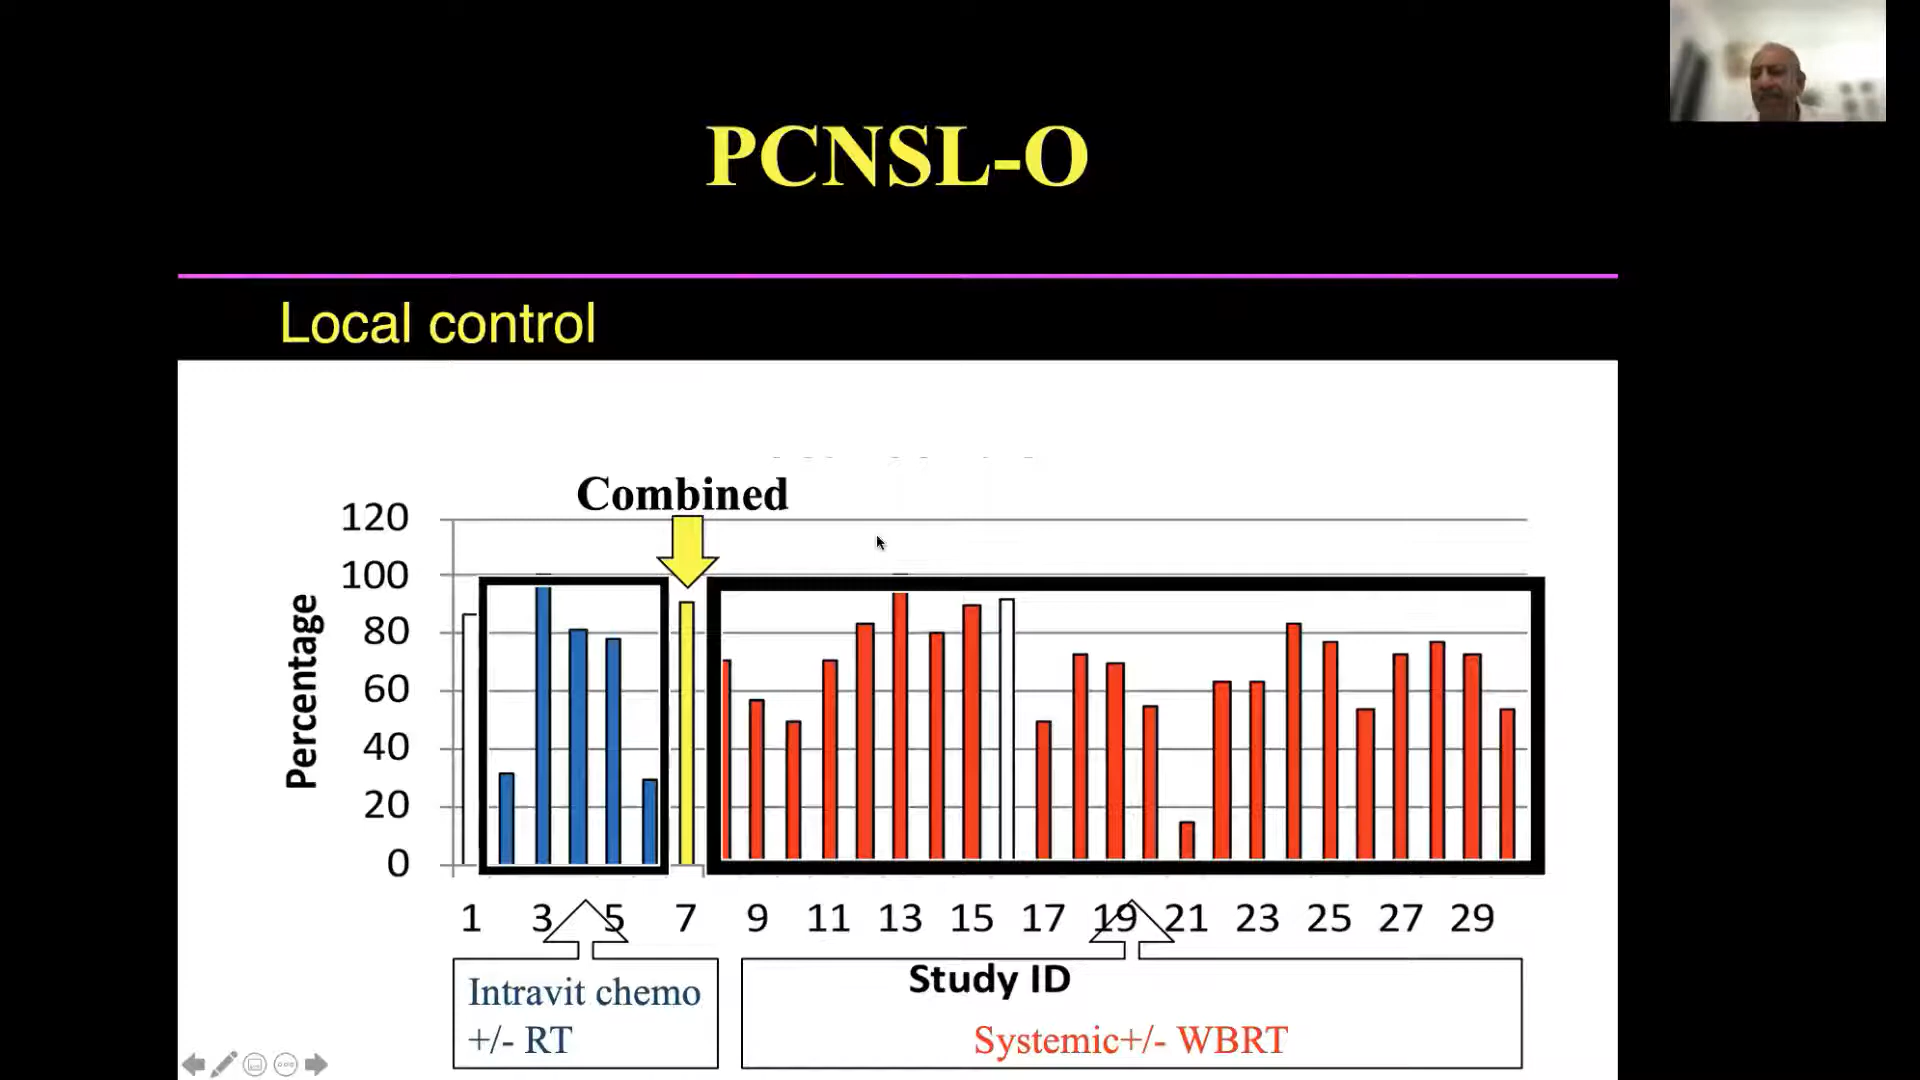 PCNSL-O
Local control
Combined
120
100
80
60
40
20
0
Percentage
1 3 5 7 9 11 13 15 17 19 21 23 25 27 29
Study ID
Intravit chemo
+/- RT
Systemic+/- WBRT